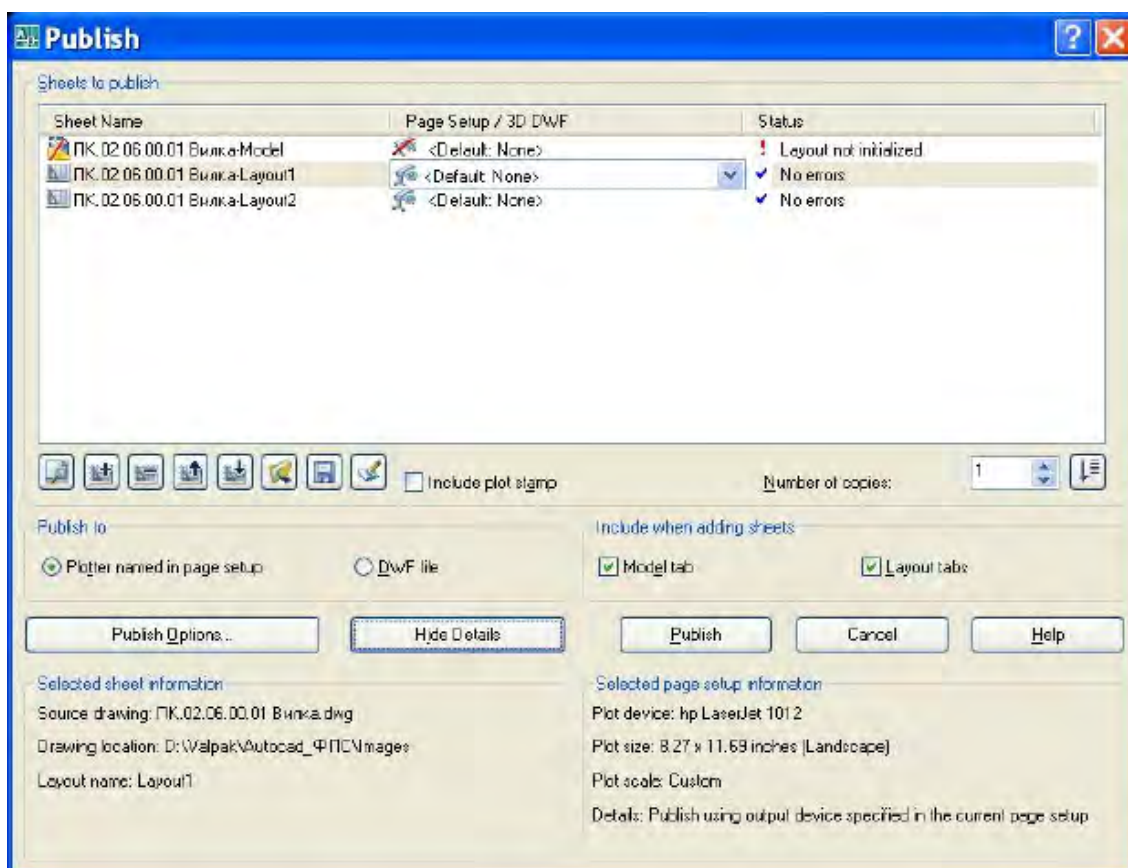 Publish
Sheets to publish
Sheet Name Page Setup / 3D DWF Status
ПК.02.06.00.01 Вилка-Model <Default: None> ! Layout not initialized
ПК.02.06.00.01 Вилка-Layout1 <Default: None> No errors
ПК.02.06.00.01 Вилка-Layout2 <Default: None> No errors
Include plot stamp Number of copies: 1
Publish to Include when adding sheets
Plotter named in page setup DWF file Model tab Layout tabs
Publish Options... Hide Details Publish Cancel Help
Selected sheet information Selected page setup information
Source drawing: ПК.02.06.00.01 Вилка.dwg Plot device: hp LaserJet 1012
Drawing location: D:\Valpak\Autocad_ФПС\Images Plot size: 8.27 x 11.69 inches (Landscape)
Layout name: Layout1 Plot scale: Custom
Details: Publish using output device specified in the current page setup